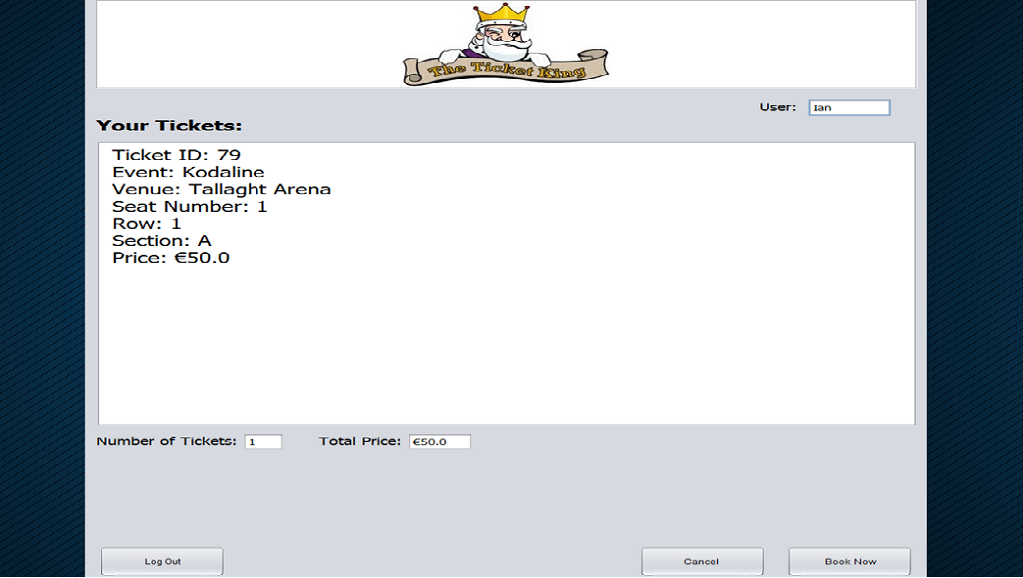 The Ticket King
User: Ian
Your Tickets:
Ticket ID: 79
Event: Kodaline
Venue: Tallaght Arena
Seat Number: 1
Row: 1
Section: A
Price: €50.0
Number of Tickets: 1 Total Price: €50.0
Log Out Cancel Book Now